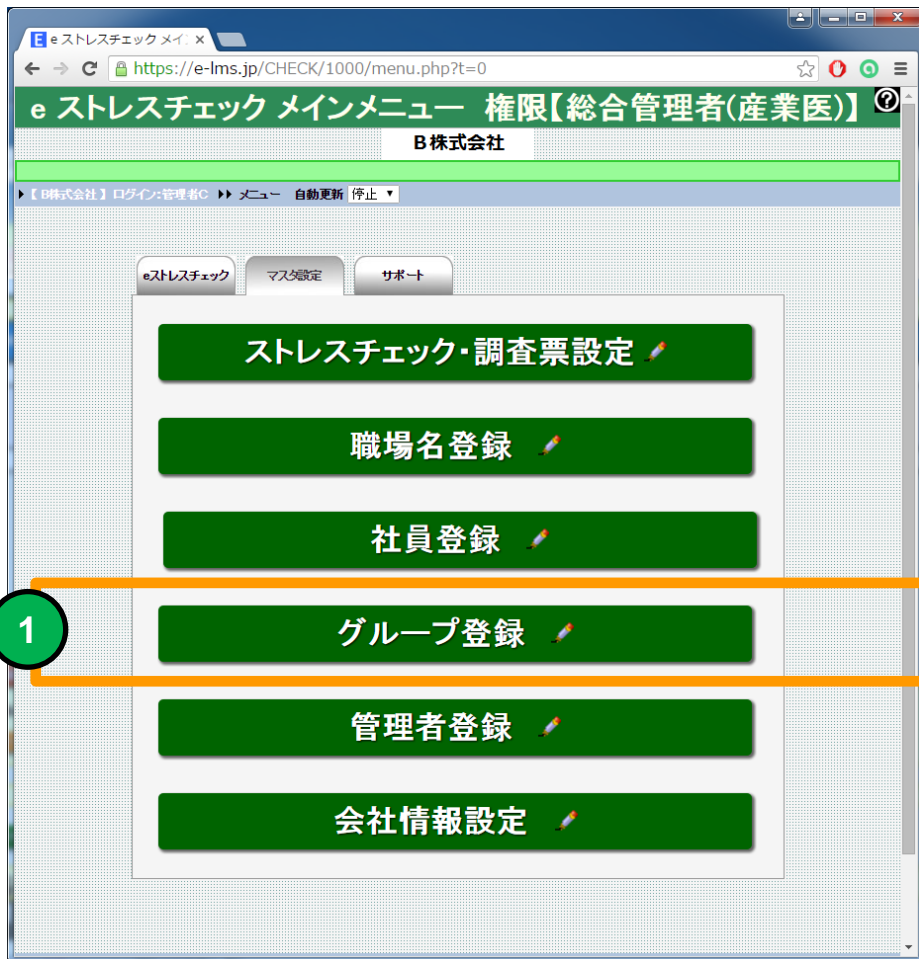 e ストレスチェック メイン
https://e-lms.jp/CHECK/1000/menu.php?t=0
e ストレスチェック メインメニュー 権限【総合管理者(産業医)】
B株式会社
【 B株式会社 】 ログイン:管理者C メニュー 自動更新 停止
eストレスチェック マスタ設定 サポート
ストレスチェック・調査票設定
職場名登録
社員登録
1 グループ登録
管理者登録
会社情報設定